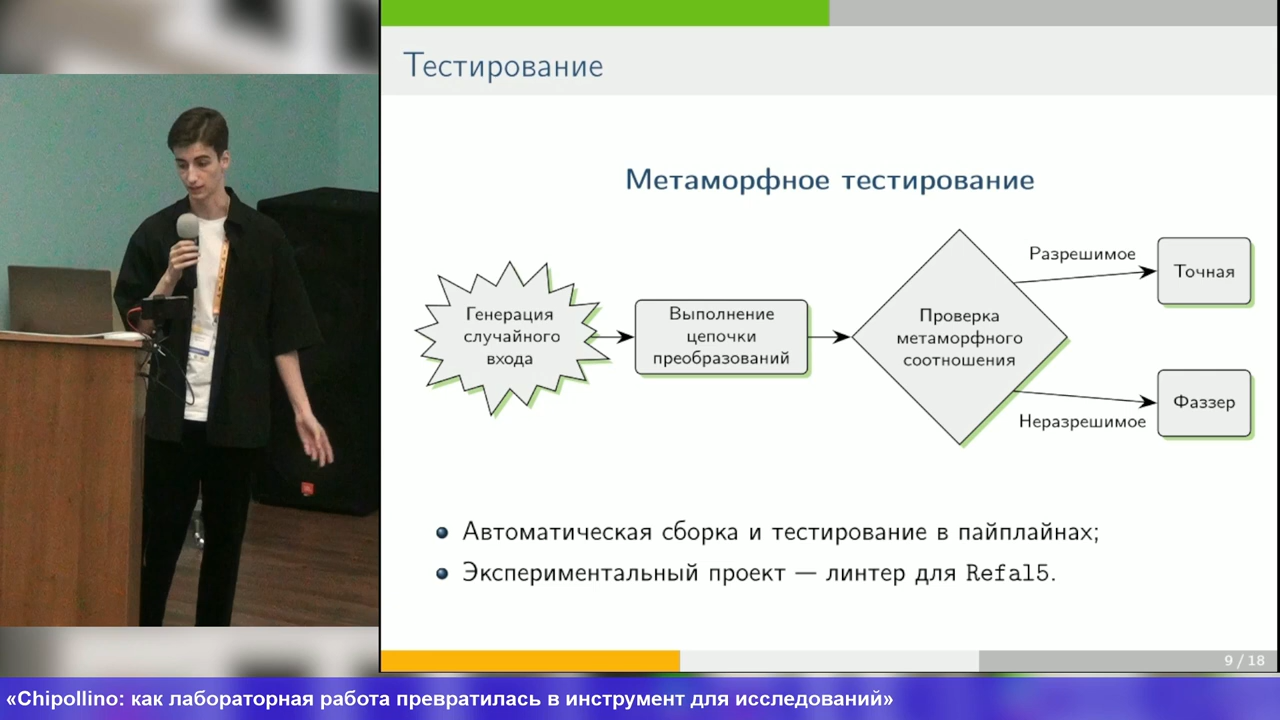 Тестирование
Метаморфное тестирование
Генерация
случайного
входа
Выполнение
цепочки
преобразований
Проверка
метаморфного
соотношения
Разрешимое
Точная
Неразрешимое
Фаззер
Автоматическая сборка и тестирование в пайплайнах;
Экспериментальный проект — линтер для Refal5.
9 / 18
«Chipollino: как лабораторная работа превратилась в инструмент для исследований»